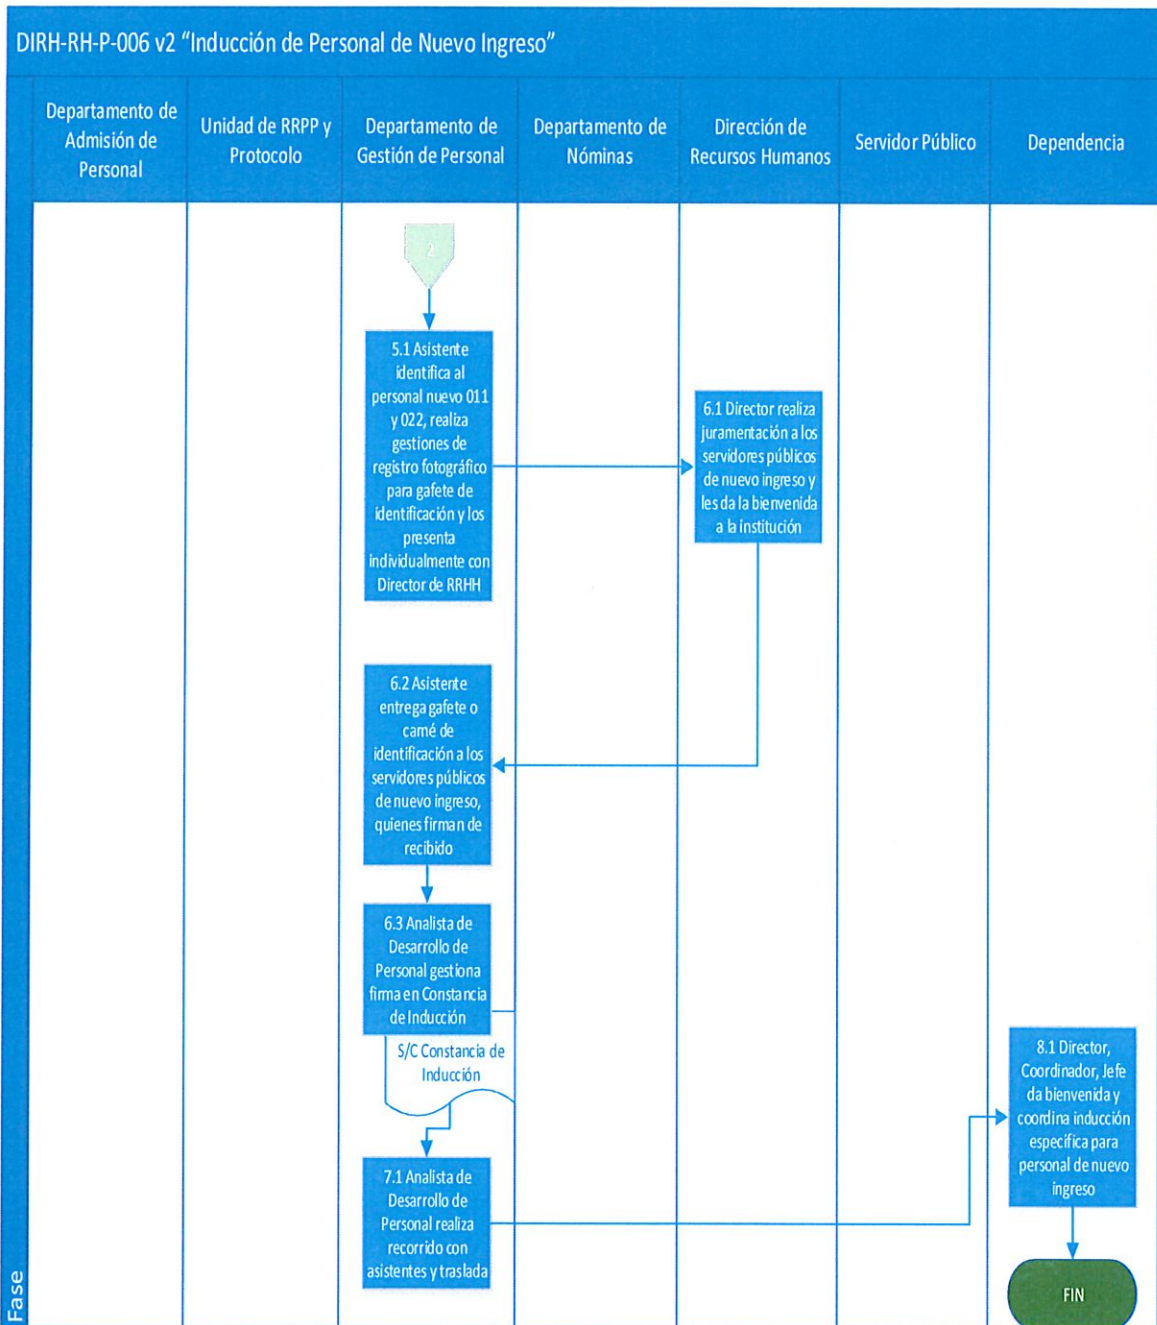 DIRH-RH-P-006 v2 “Inducción de Personal de Nuevo Ingreso”
Departamento de
Admisión de
Personal
Unidad de RRPP y
Protocolo
Departamento de
Gestión de Personal
Departamento de
Nóminas
Dirección de
Recursos Humanos
Servidor Público
Dependencia
2
5.1 Asistente
identifica al
personal nuevo 011
y 022, realiza
gestiones de
registro fotográfico
para gafete de
identificación y los
presenta
individualmente con
Director de RRHH
6.1 Director realiza
juramentación a los
servidores públicos
de nuevo ingreso y
les da la bienvenida
a la institución
6.2 Asistente
entrega gafete o
carné de
identificación a los
servidores públicos
de nuevo ingreso,
quienes firman de
recibido
6.3 Analista de
Desarrollo de
Personal gestiona
firma en Constancia
de Inducción
S/C Constancia de
Inducción
7.1 Analista de
Desarrollo de
Personal realiza
recorrido con
asistentes y traslada
8.1 Director,
Coordinador, Jefe
da bienvenida y
coordina inducción
específica para
personal de nuevo
ingreso
FIN
Fase